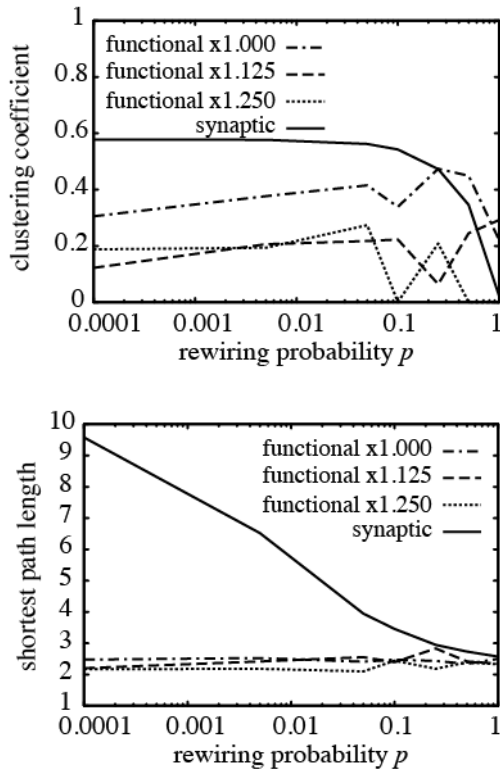 1
0.8
0.6
0.4
0.2
0
clustering coefficient
functional x1.000
functional x1.125
functional x1.250
synaptic
0.0001 0.001 0.01 0.1 1
rewiring probability p
10
9
8
7
6
5
4
3
2
1
shortest path length
functional x1.000
functional x1.125
functional x1.250
synaptic
0.0001 0.001 0.01 0.1 1
rewiring probability p